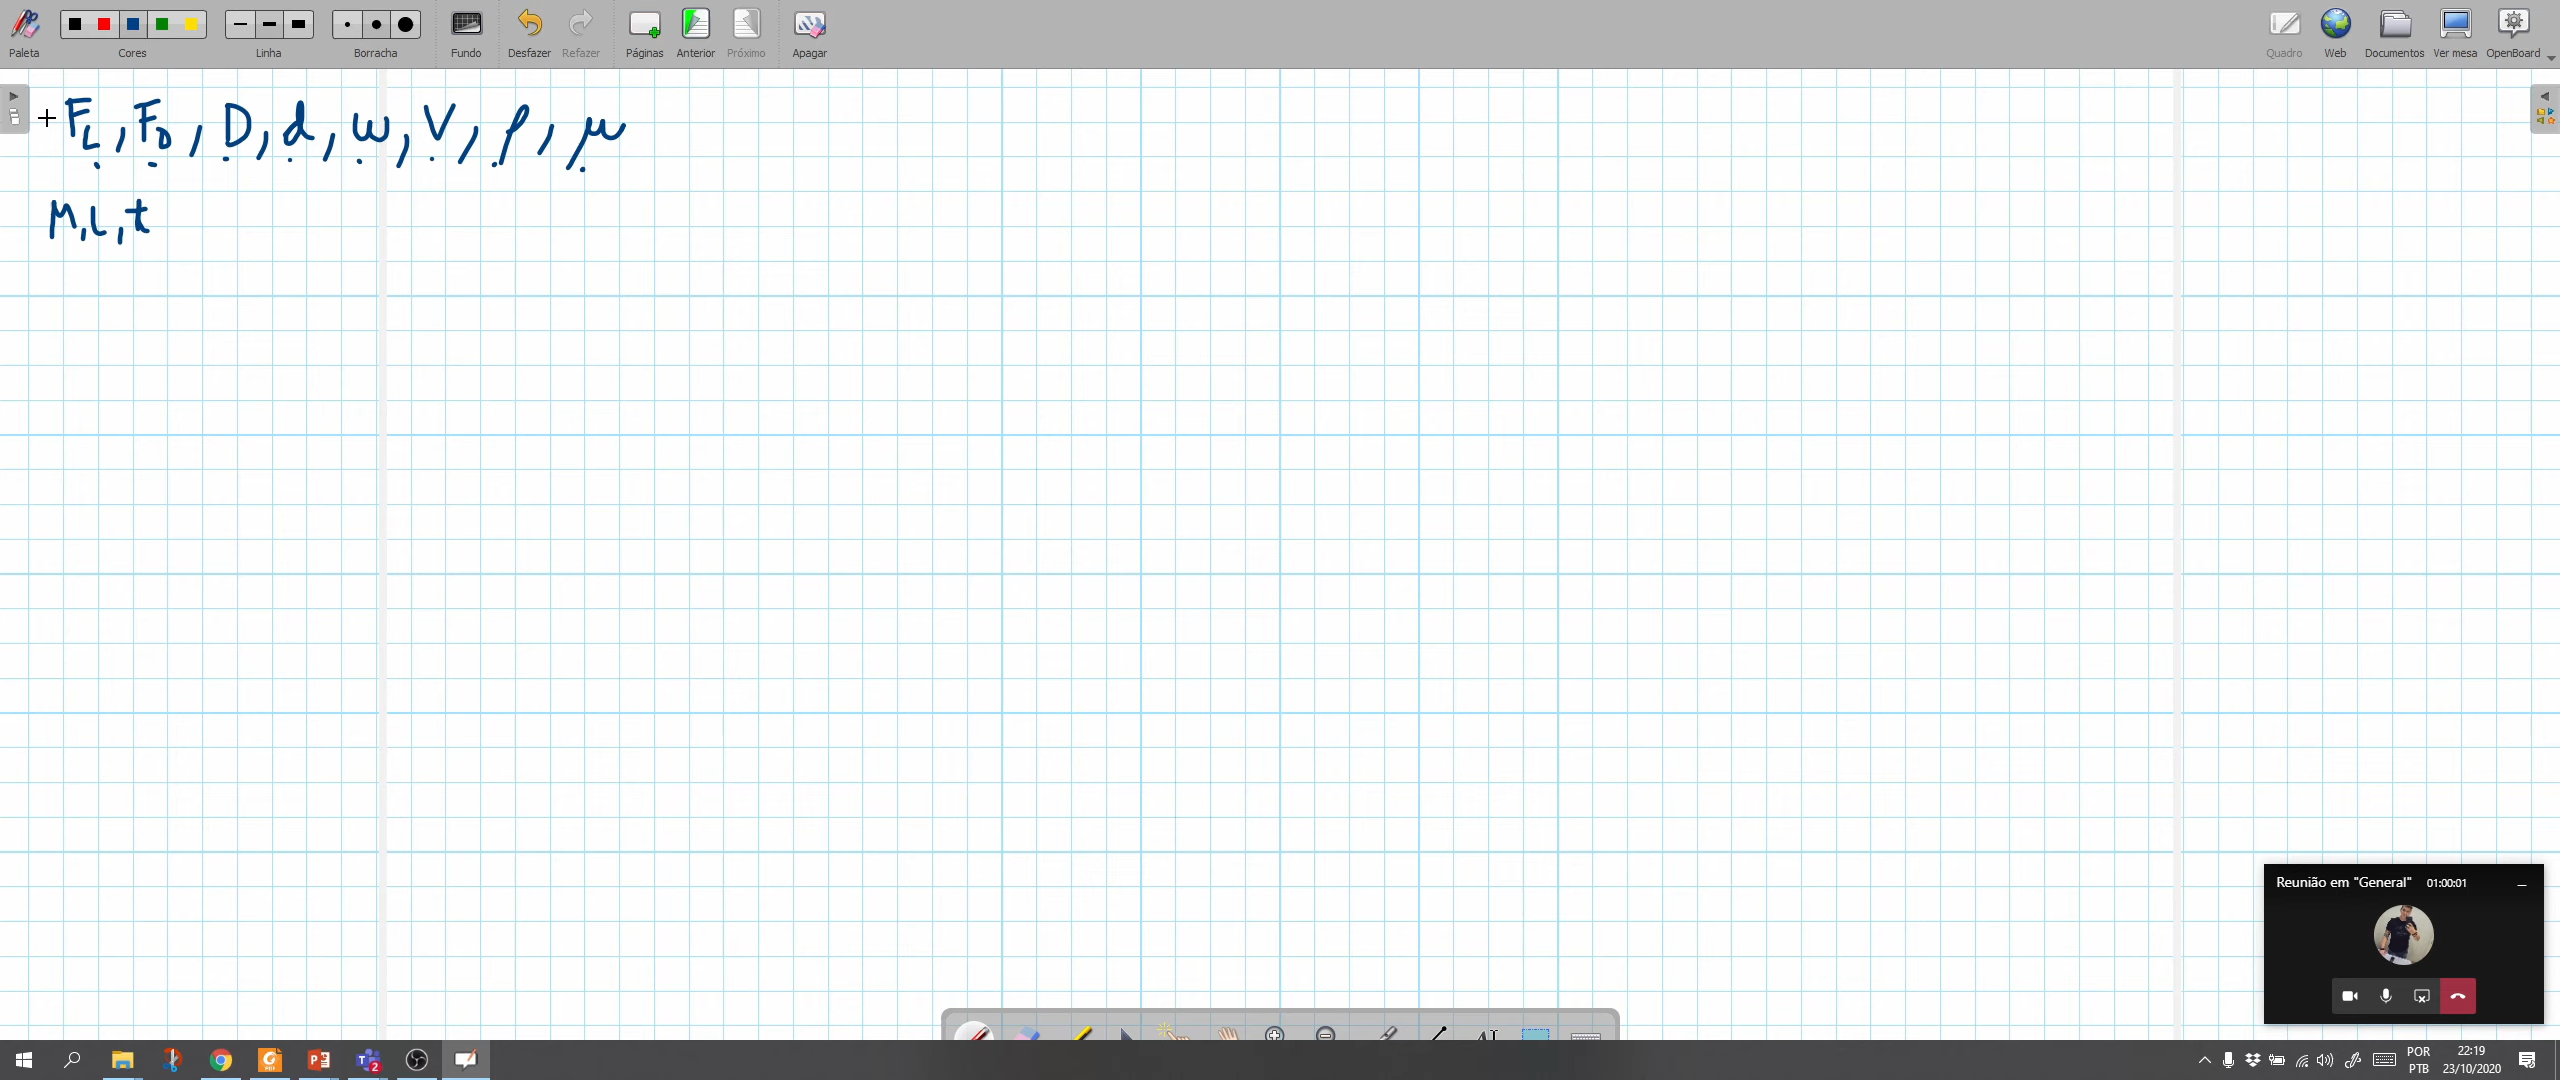 Paleta Cores Linha Borracha Fundo Desfazer Refazer Páginas Anterior Próximo Apagar Quadro Web Documentos Ver mesa OpenBoard
F_L, F_D, D, d, w, V, ρ, μ
M, L, t
Reunião em "General" 01:00:01
POR 22:19
PTB 23/10/2020